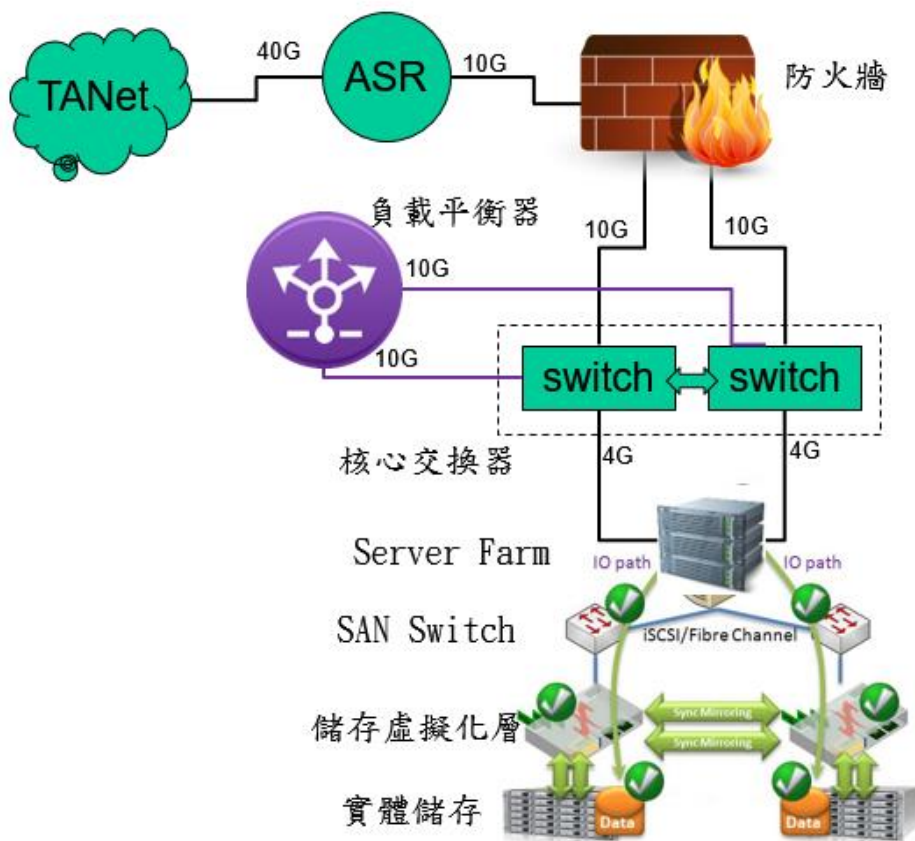 40G
10G
TANet
ASR
防火牆
負載平衡器
10G
10G
10G
10G
switch
switch
核心交換器
4G
4G
Server Farm
IO path
IO path
SAN Switch
iSCSI/Fibre Channel
儲存虛擬化層
Sync Mirroring
Sync Mirroring
實體儲存
Data
Data